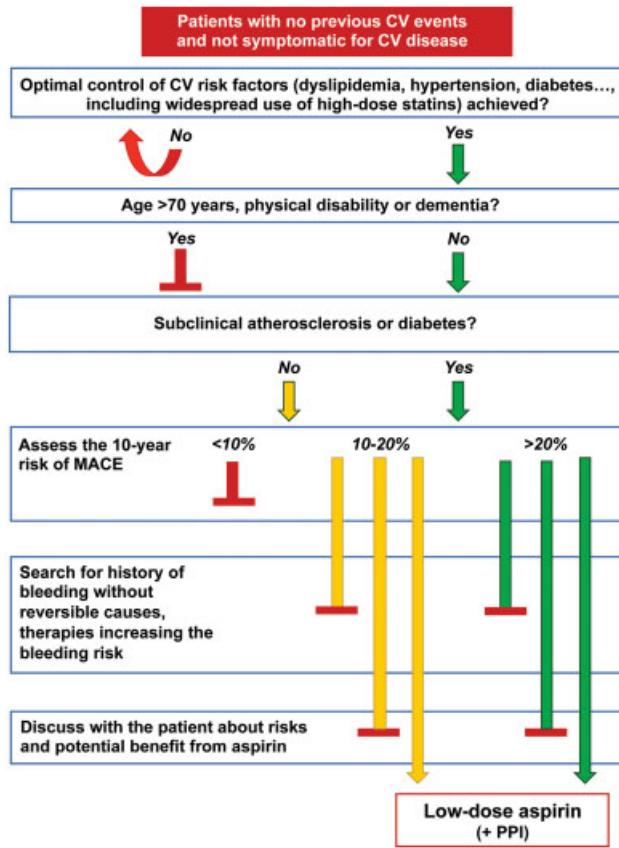 Patients with no previous CV events
and not symptomatic for CV disease
Optimal control of CV risk factors (dyslipidemia, hypertension, diabetes...,
including widespread use of high-dose statins) achieved?
No
Yes
Age >70 years, physical disability or dementia?
Yes
No
Subclinical atherosclerosis or diabetes?
No
Yes
Assess the 10-year
risk of MACE
<10%
10-20%
>20%
Search for history of
bleeding without
reversible causes,
therapies increasing the
bleeding risk
Discuss with the patient about risks
and potential benefit from aspirin
Low-dose aspirin
(+ PPI)